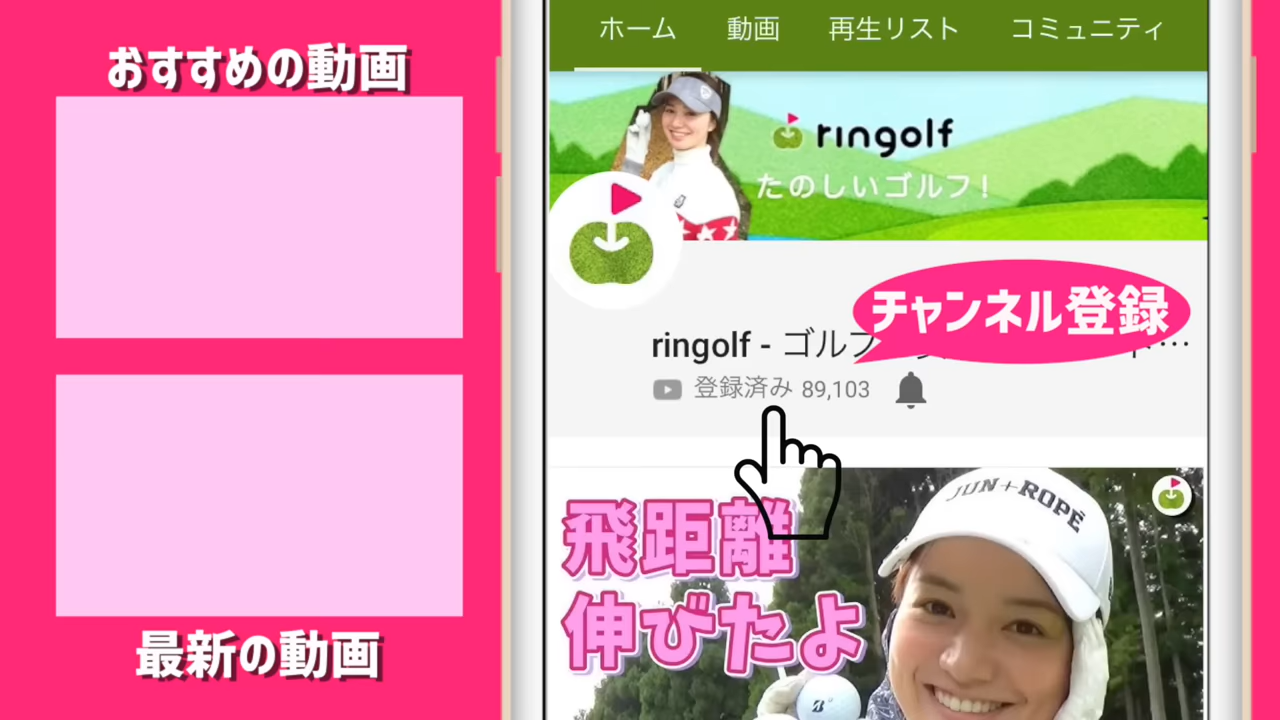 おすすめの動画
最新の動画
ホーム 動画 再生リスト コミュニティ
ringolf
たのしいゴルフ!
チャンネル登録
ringolf - ゴルフ
登録済み 89,103
JUN+ROPÉ
飛距離
伸びたよ
B